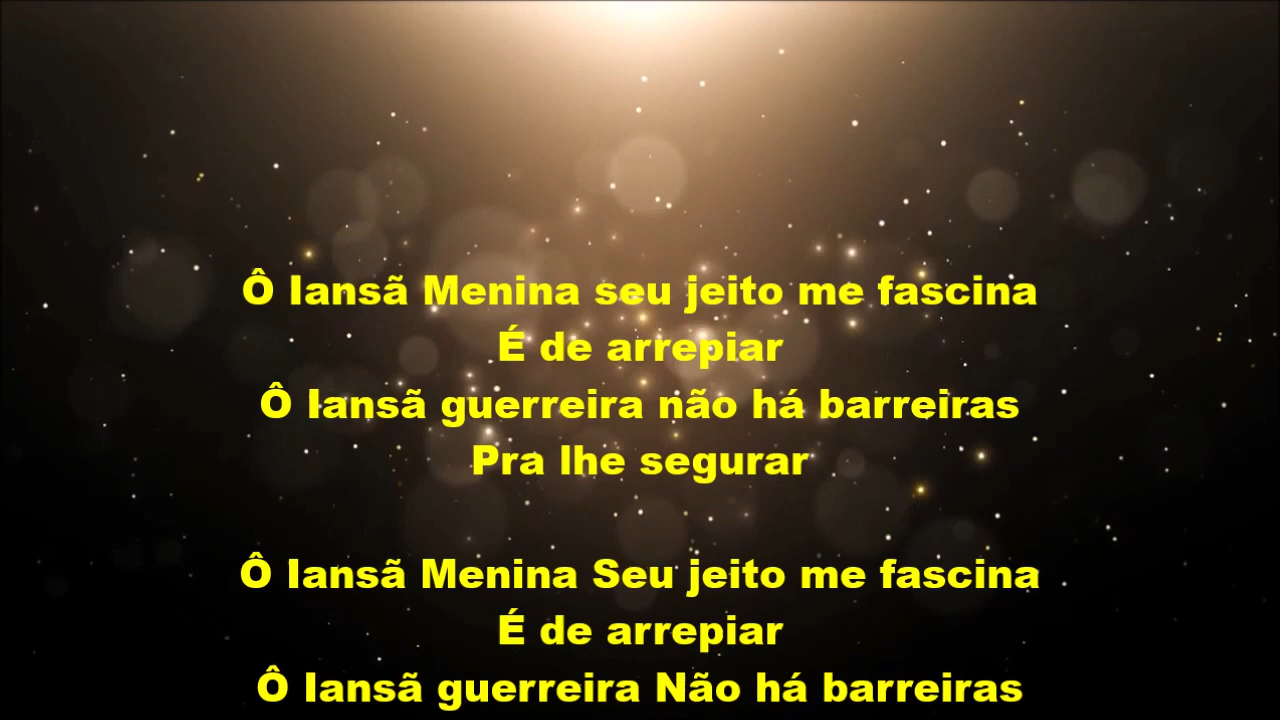 Ô Iansã Menina seu jeito me fascina
É de arrepiar
Ô Iansã guerreira não há barreiras
Pra lhe segurar
Ô Iansã Menina Seu jeito me fascina
É de arrepiar
Ô Iansã guerreira Não há barreiras